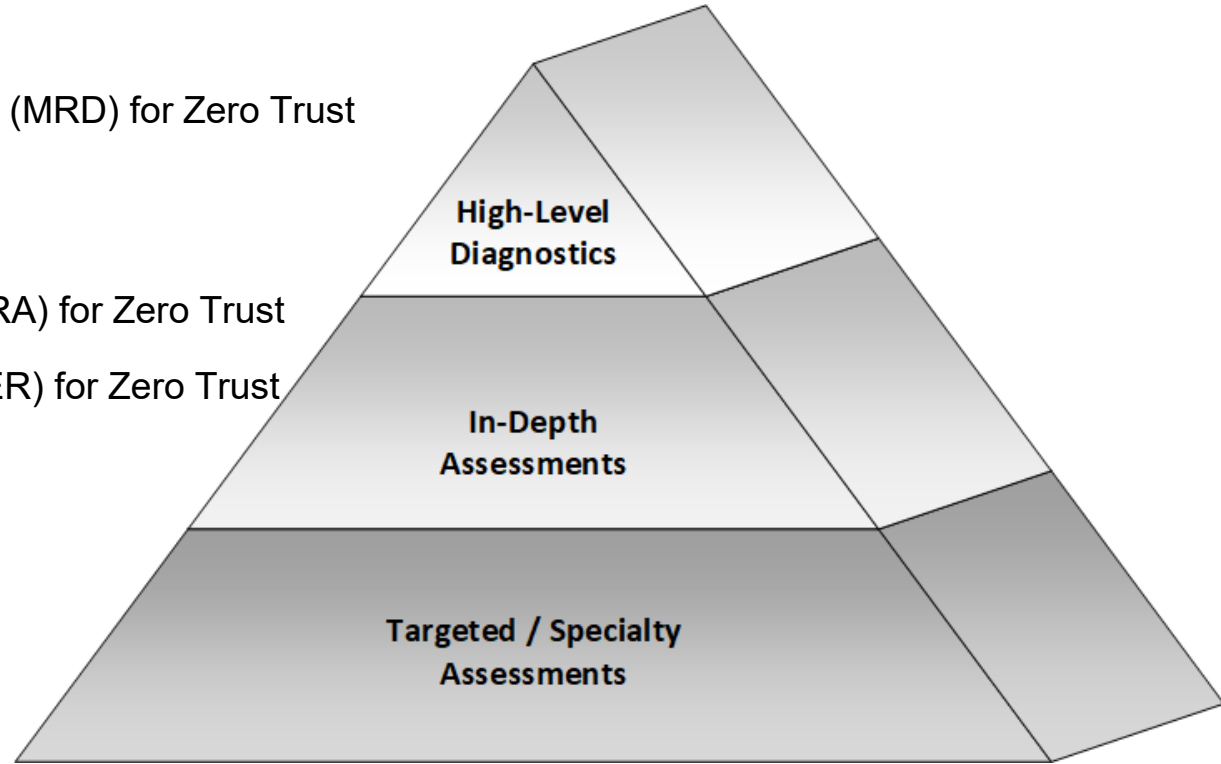 (MRD) for Zero Trust
High-Level
Diagnostics
RA) for Zero Trust
ER) for Zero Trust
In-Depth
Assessments
Targeted / Specialty
Assessments